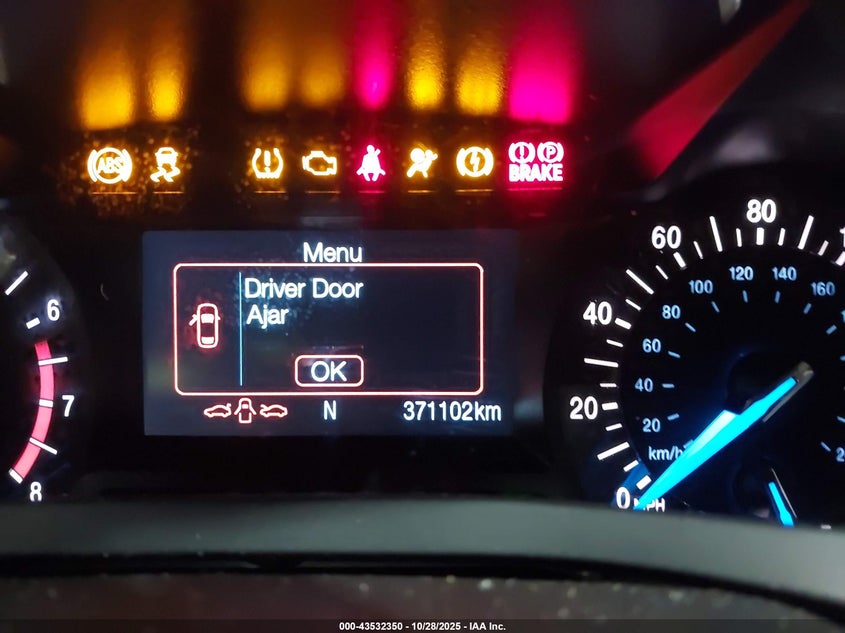 ABS
BRAKE
Menu
Driver Door
Ajar
OK
N
371102km
6
7
8
0
20
40
60
80
MPH
20
40
60
80
100
120
140
160
km/h
000-43532350 - 10/28/2025 - IAA Inc.